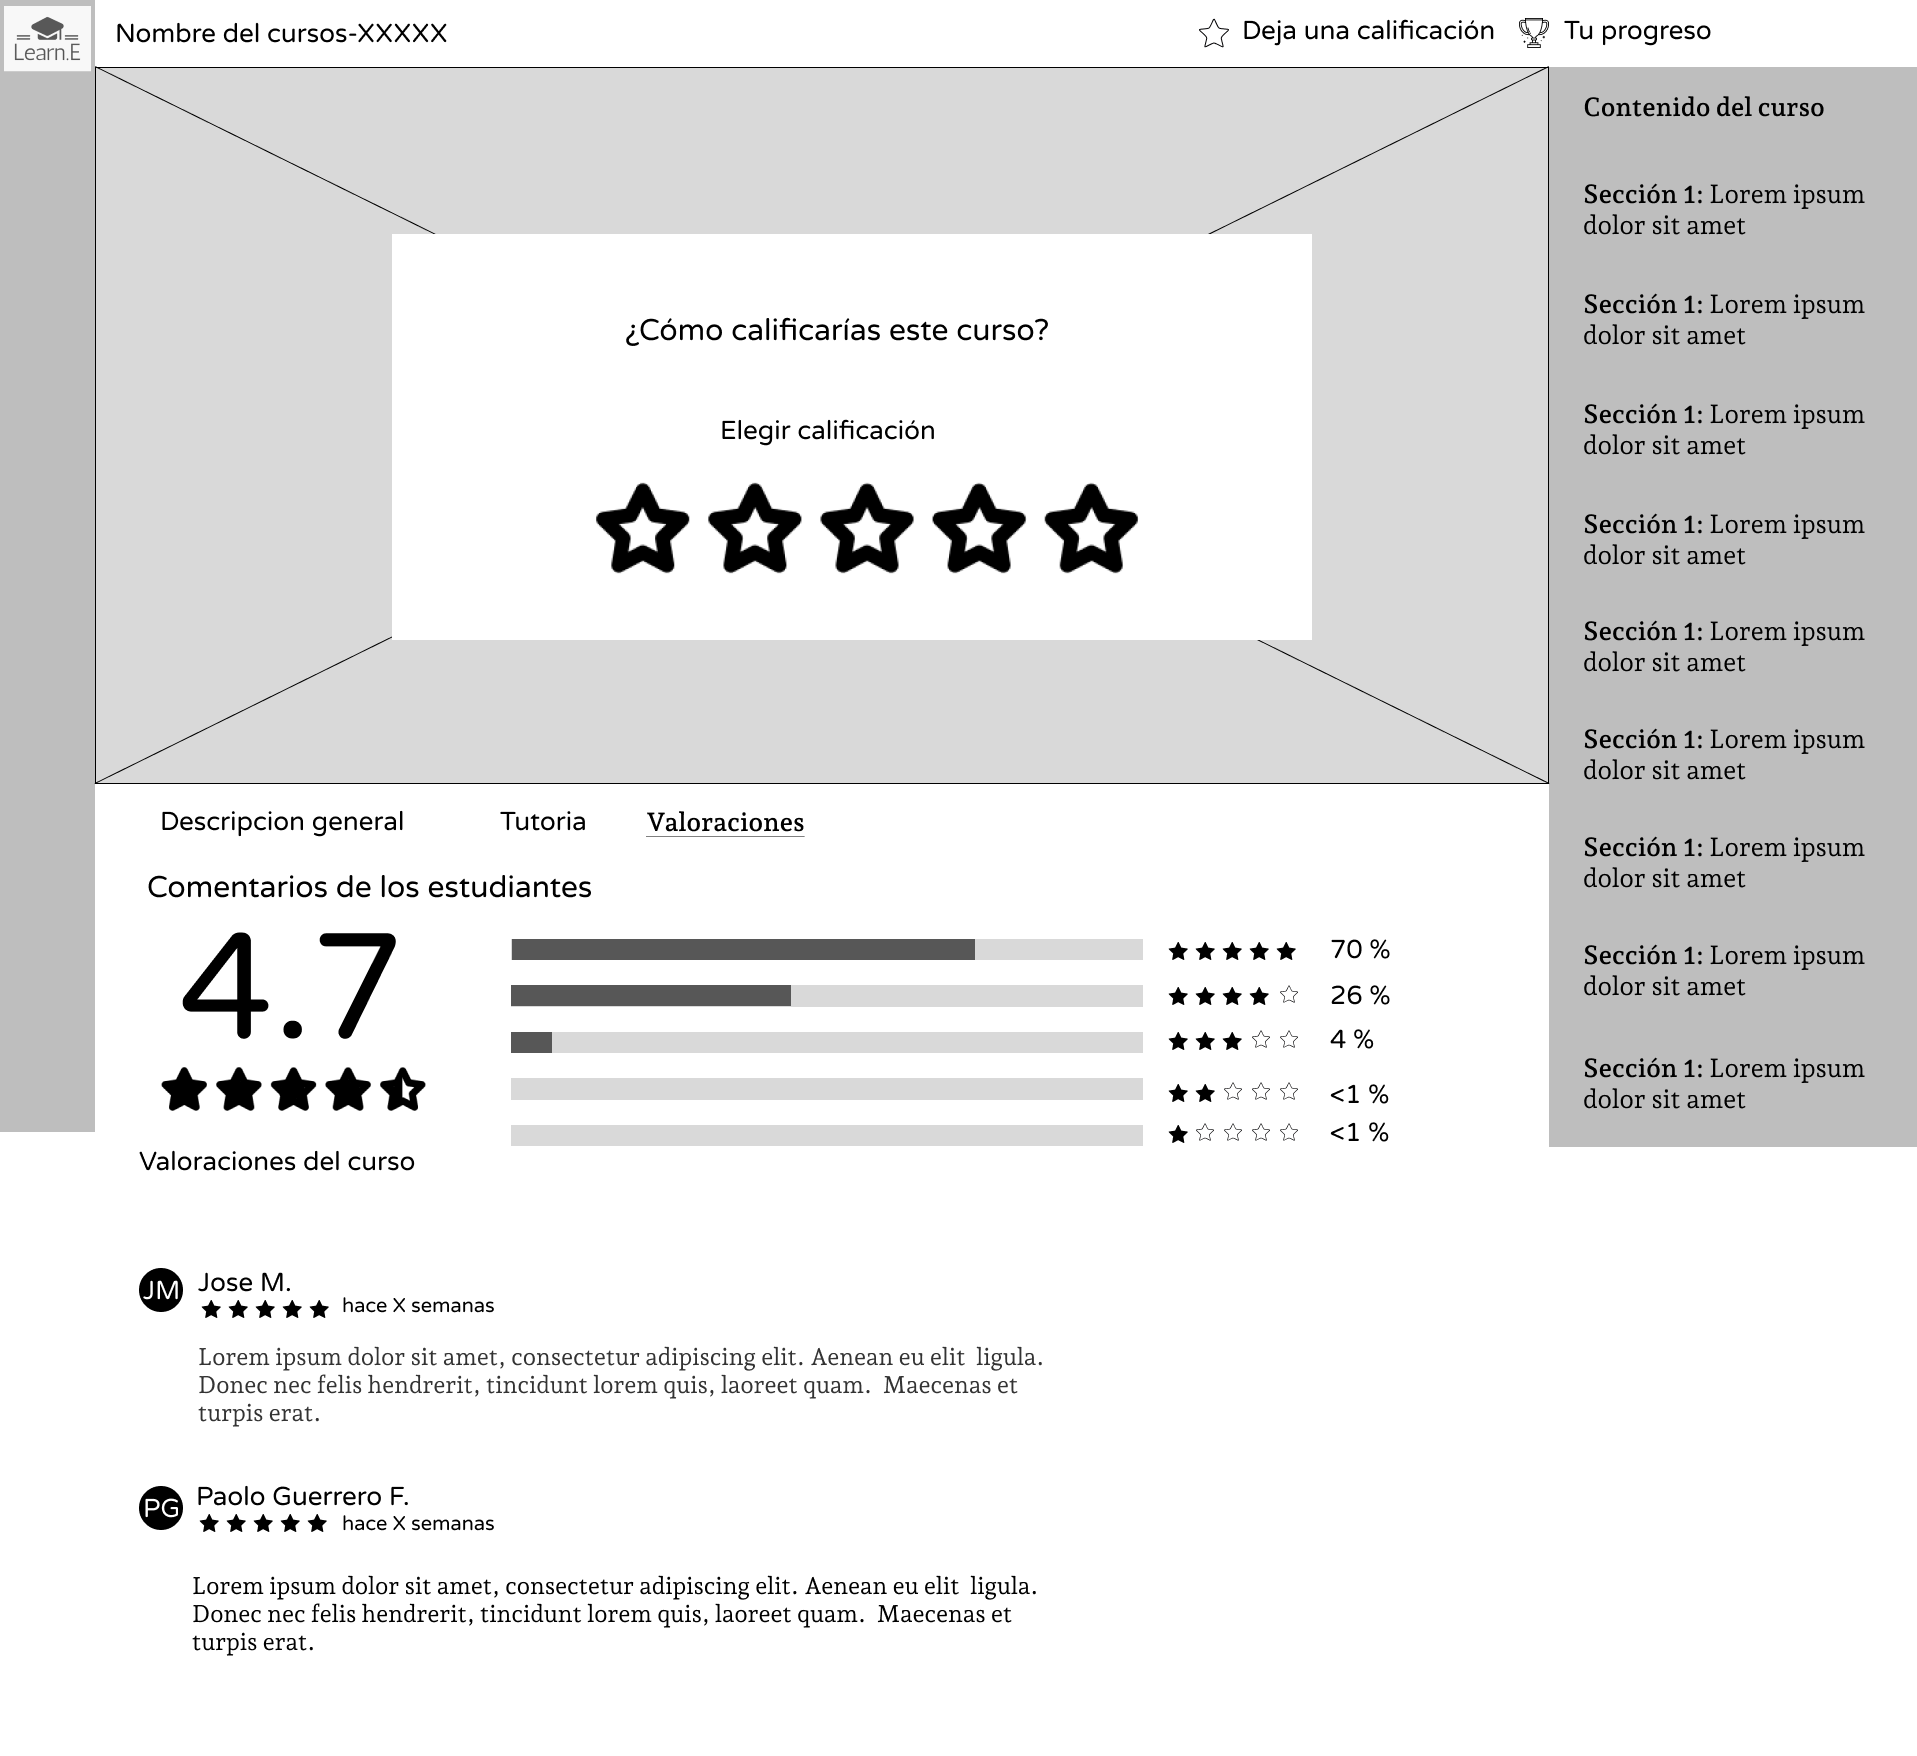 Learn.E
Nombre del cursos-XXXXX
Deja una calificación
Tu progreso
¿Cómo calificarías este curso?
Elegir calificación
Contenido del curso
Sección 1: Lorem ipsum
dolor sit amet
Sección 1: Lorem ipsum
dolor sit amet
Sección 1: Lorem ipsum
dolor sit amet
Sección 1: Lorem ipsum
dolor sit amet
Sección 1: Lorem ipsum
dolor sit amet
Sección 1: Lorem ipsum
dolor sit amet
Sección 1: Lorem ipsum
dolor sit amet
Sección 1: Lorem ipsum
dolor sit amet
Sección 1: Lorem ipsum
dolor sit amet
Descripcion general
Tutoria
Valoraciones
Comentarios de los estudiantes
4.7
Valoraciones del curso
70 %
26 %
4 %
<1 %
<1 %
JM
Jose M.
hace X semanas
Lorem ipsum dolor sit amet, consectetur adipiscing elit. Aenean eu elit  ligula.
Donec nec felis hendrerit, tincidunt lorem quis, laoreet quam.  Maecenas et
turpis erat.
PG
Paolo Guerrero F.
hace X semanas
Lorem ipsum dolor sit amet, consectetur adipiscing elit. Aenean eu elit  ligula.
Donec nec felis hendrerit, tincidunt lorem quis, laoreet quam.  Maecenas et
turpis erat.